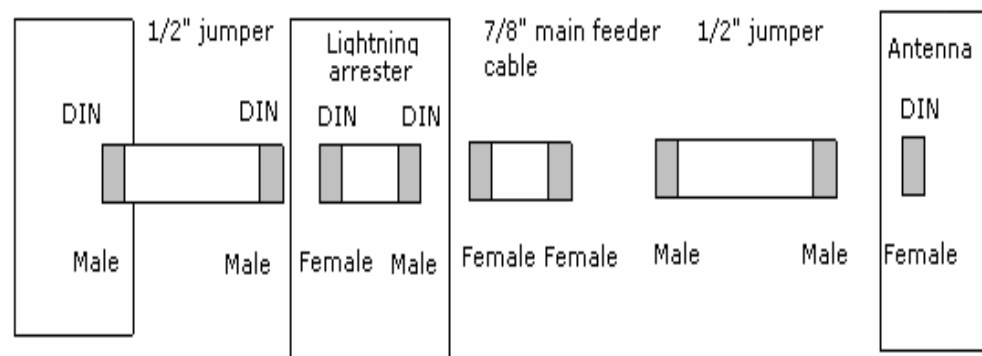 1/2" jumper
Lightning
arrester
7/8" main feeder
cable
1/2" jumper
Antenna
DIN
DIN
DIN
DIN
DIN
Male
Male
Female
Male
Female
Female
Male
Male
Female